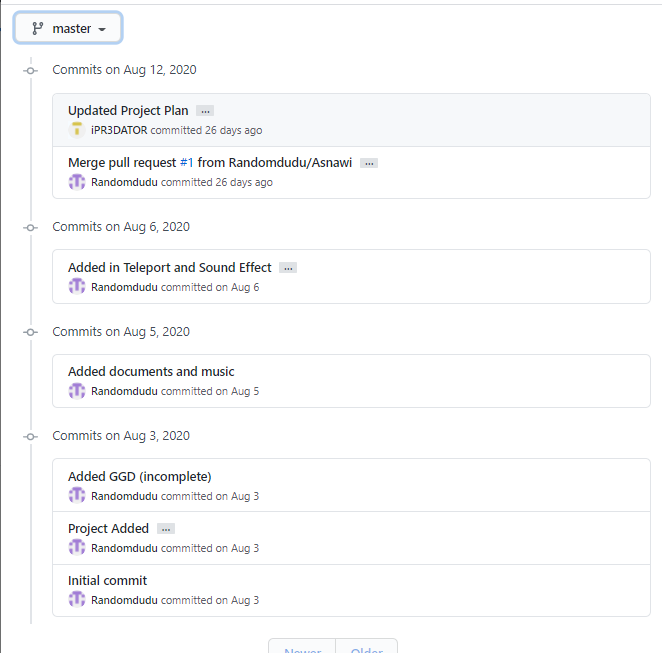 master
Commits on Aug 12, 2020
Updated Project Plan ...
iPR3DATOR committed 26 days ago
Merge pull request #1 from Randomdudu/Asnawi ...
Randomdudu committed 26 days ago
Commits on Aug 6, 2020
Added in Teleport and Sound Effect ...
Randomdudu committed on Aug 6
Commits on Aug 5, 2020
Added documents and music
Randomdudu committed on Aug 5
Commits on Aug 3, 2020
Added GGD (incomplete)
Randomdudu committed on Aug 3
Project Added ...
Randomdudu committed on Aug 3
Initial commit
Randomdudu committed on Aug 3
Newer Older